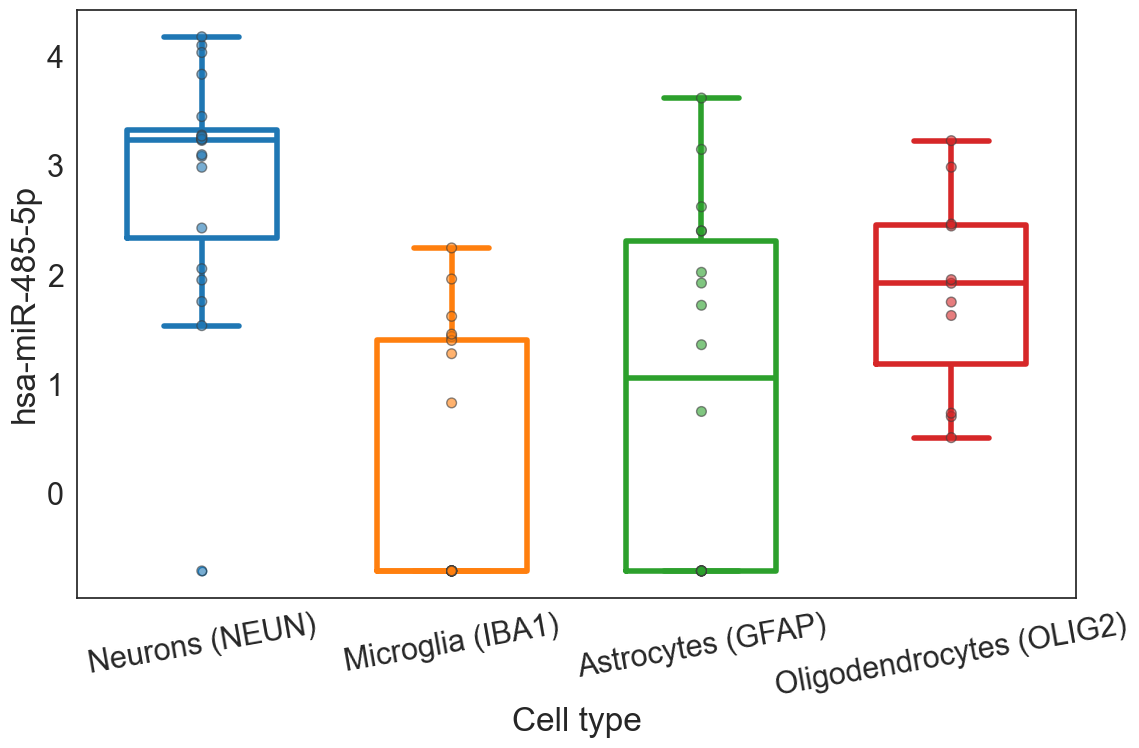 hsa-miR-485-5p
4
3
2
1
0
Neurons (NEUN)
Microglia (IBA1)
Astrocytes (GFAP)
Oligodendrocytes (OLIG2)
Cell type